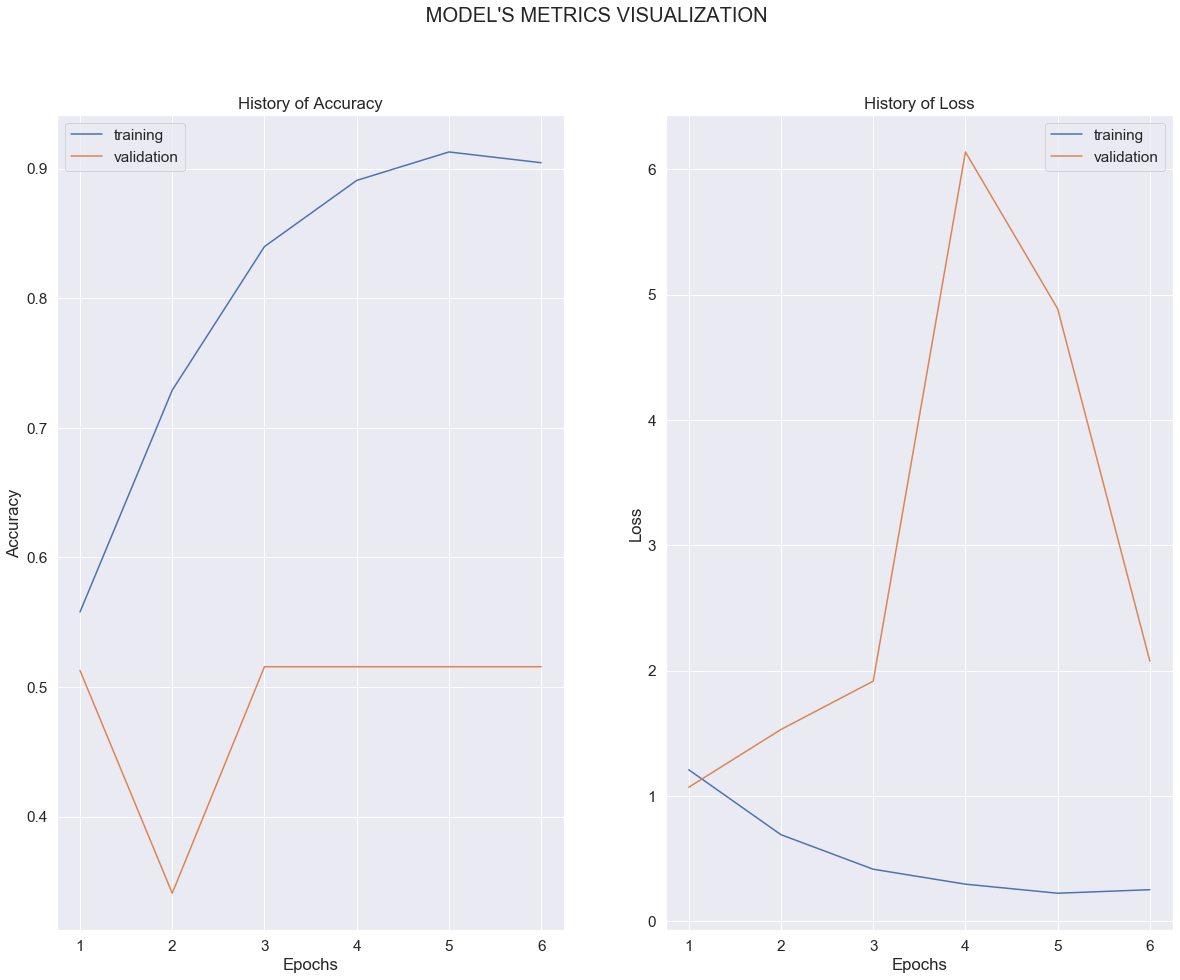 MODEL'S METRICS VISUALIZATION
History of Accuracy
training
validation
0.9
0.8
0.7
0.6
0.5
0.4
Accuracy
1 2 3 4 5 6
Epochs
History of Loss
training
validation
6
5
4
3
2
1
0
Loss
1 2 3 4 5 6
Epochs